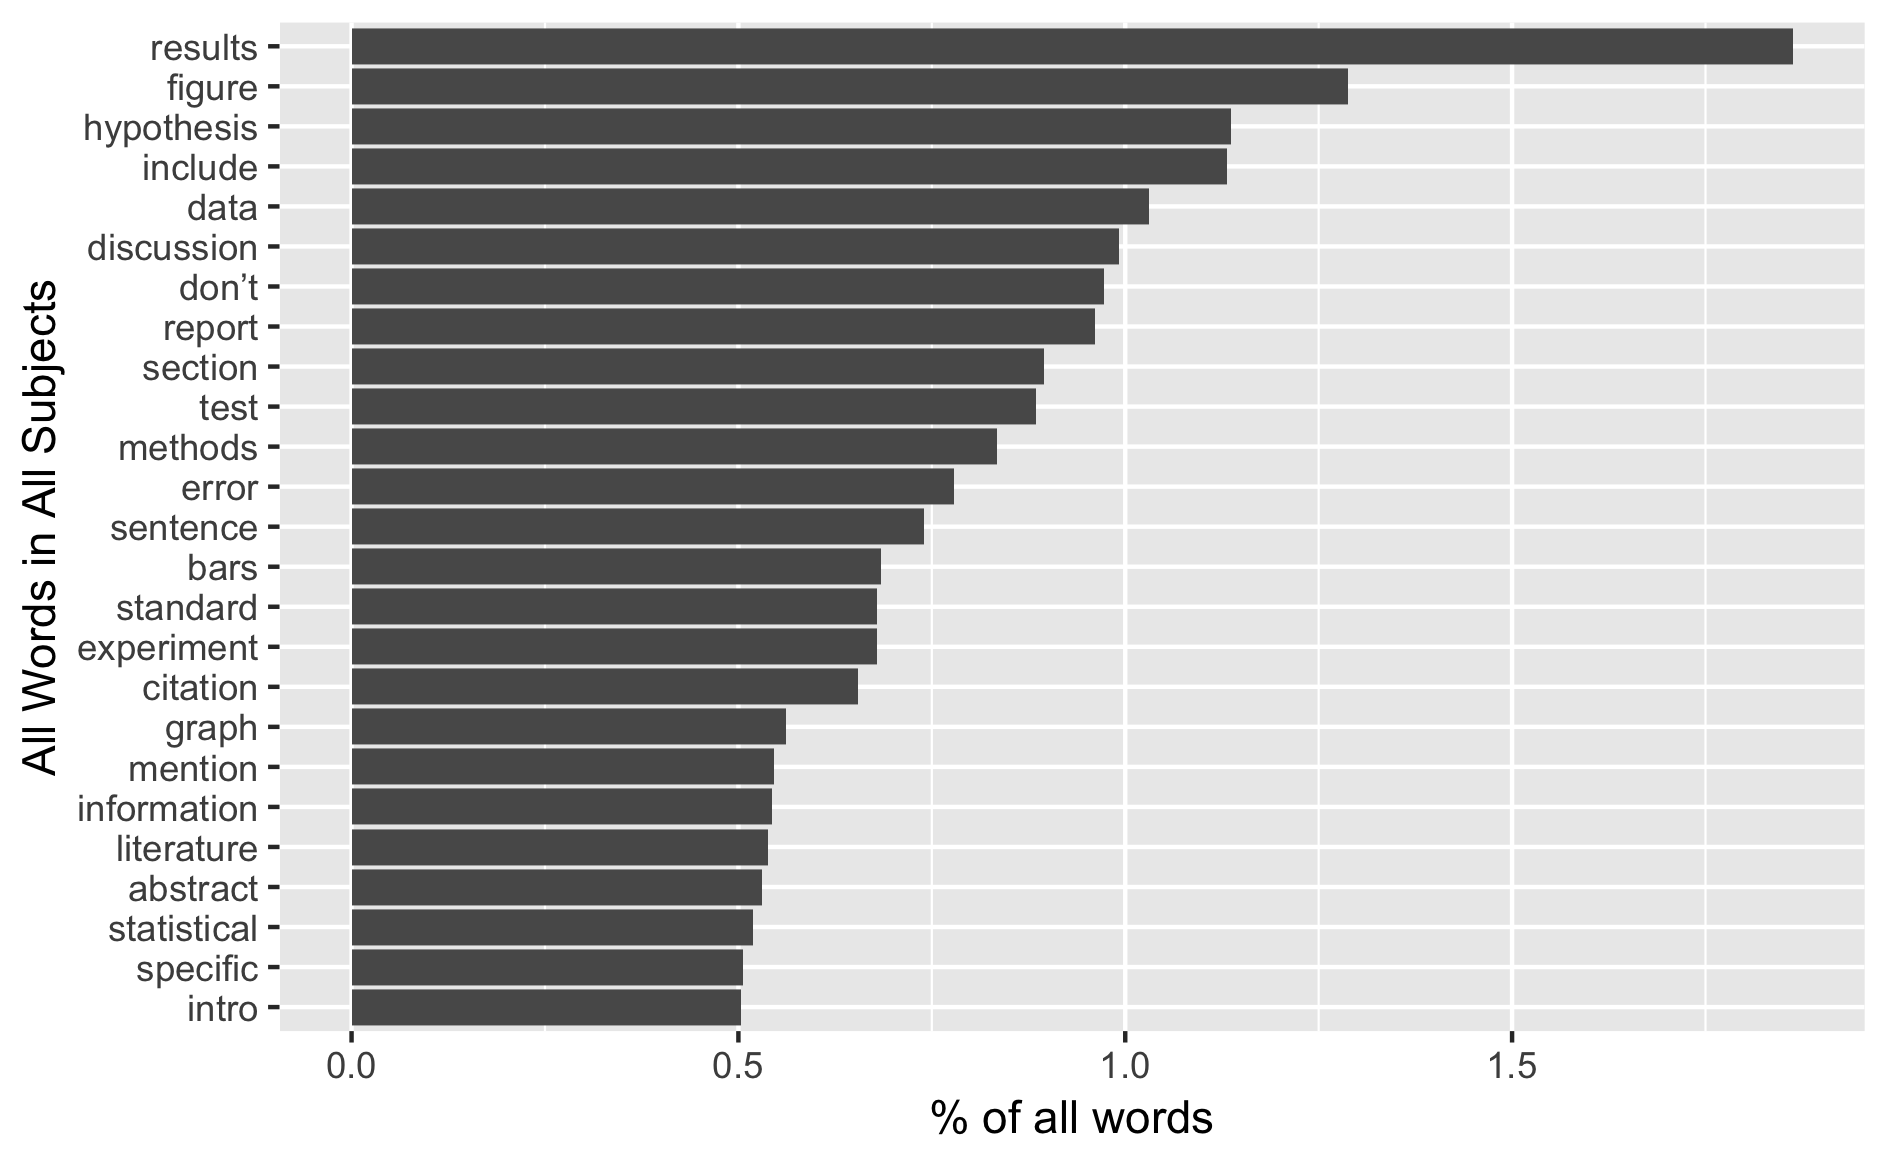 All Words in All Subjects
results
figure
hypothesis
include
data
discussion
don’t
report
section
test
methods
error
sentence
bars
standard
experiment
citation
graph
mention
information
literature
abstract
statistical
specific
intro
0.0 0.5 1.0 1.5
% of all words